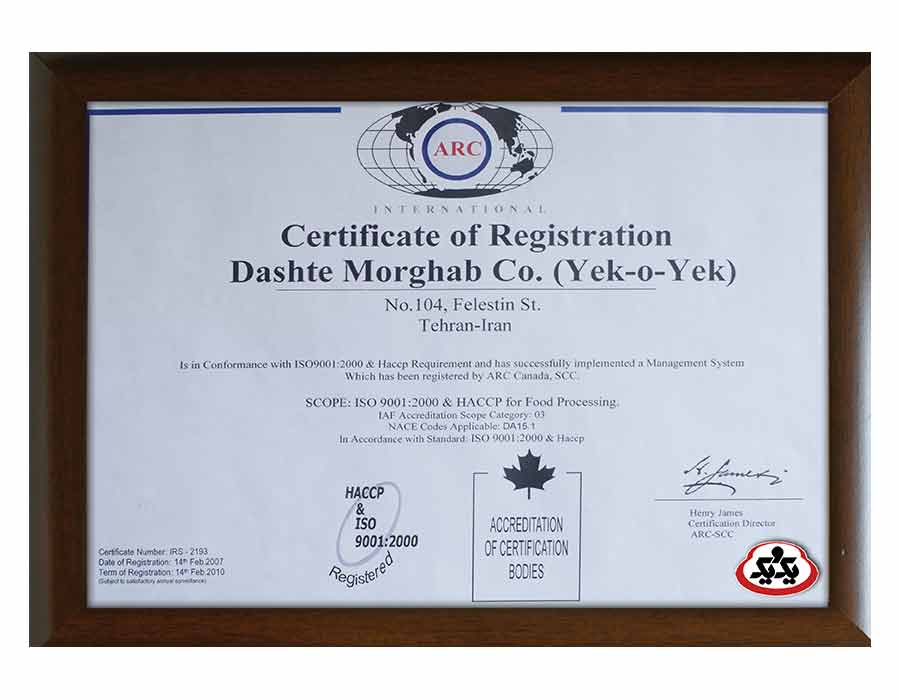 ARC
INTERNATIONAL
Certificate of Registration
Dashte Morghab Co. (Yek-o-Yek)
No.104, Felestin St.
Tehran-Iran
Is in Conformance with ISO9001:2000 & Haccp Requirement and has successfully implemented a Management System
Which has been registered by ARC Canada, SCC.
SCOPE: ISO 9001:2000 & HACCP for Food Processing.
IAF Accreditation Scope Category: 03
NACE Codes Applicable: DA15.1
In Accordance with Standard: ISO 9001:2000 & Haccp
HACCP
&
ISO
9001:2000
Registered
ACCREDITATION
OF CERTIFICATION
BODIES
H. James
Henry James
Certification Director
ARC-SCC
Certificate Number: IRS - 2193
Date of Registration: 14th Feb.2007
Term of Registration: 14th Feb.2010
(Subject to satisfactory annual surveillance)
یک‌و‌یک